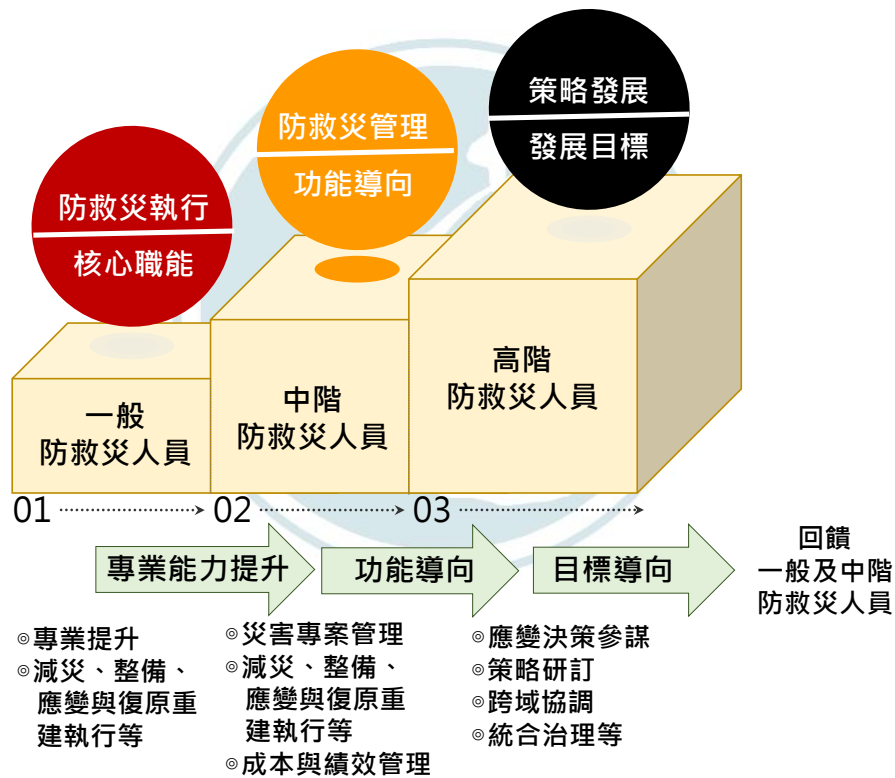 策略發展
發展目標
防救災管理
功能導向
防救災執行
核心職能
一般
防救災人員
中階
防救災人員
高階
防救災人員
01
02
03
專業能力提升
功能導向
目標導向
回饋
一般及中階
防救災人員
◎專業提升
◎減災、整備、
應變與復原重
建執行等
◎災害專案管理
◎減災、整備、
應變與復原重
建執行等
◎成本與績效管理
◎應變決策參謀
◎策略研訂
◎跨域協調
◎統合治理等